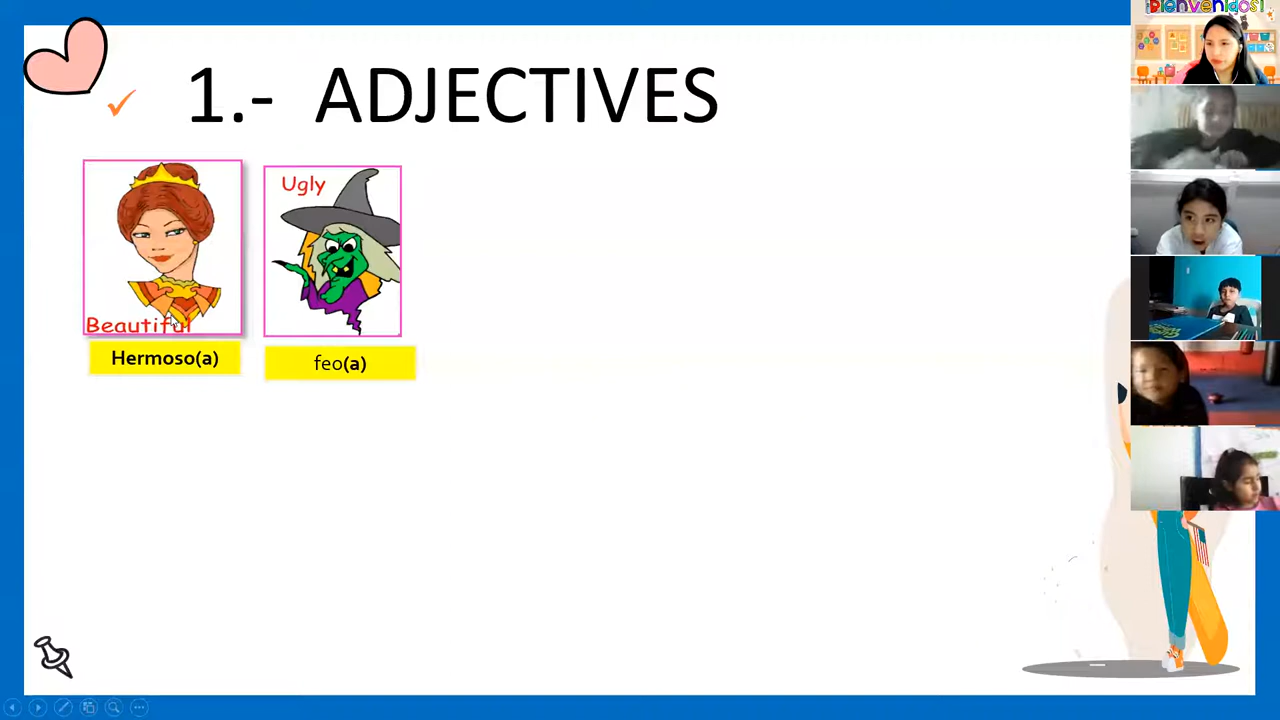 ¡Bienvenidos!
1.- ADJECTIVES
Ugly
Beautiful
Hermoso(a)
feo(a)